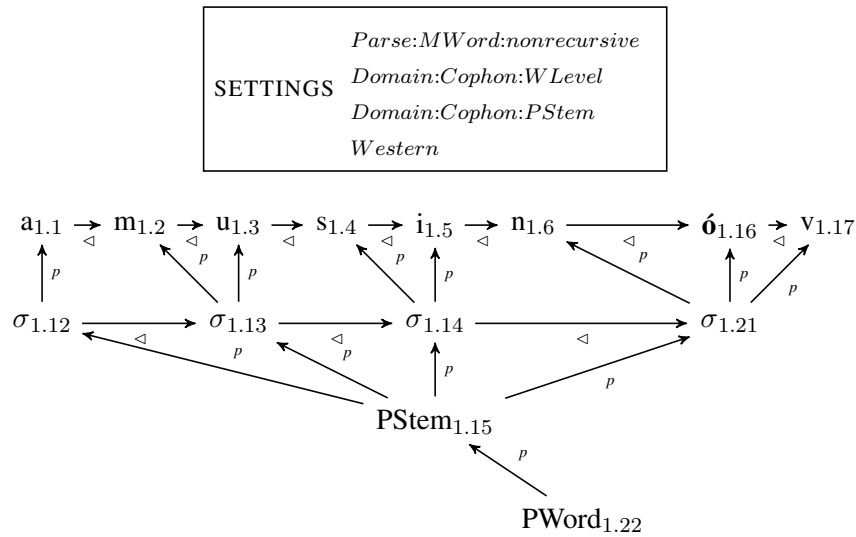 Parse:MWord:nonrecursive
Domain:Cophon:WLevel
SETTINGS
Domain:Cophon:PStem
Western
a1.1 ◁ m1.2 ◁ u1.3 ◁ s1.4 ◁ i1.5 ◁ n1.6 ◁ ó1.16 ◁ v1.17
p p p p p p p p
σ1.12 ◁ σ1.13 ◁ σ1.14 ◁ σ1.21
p p p p
PStem1.15
p
PWord1.22